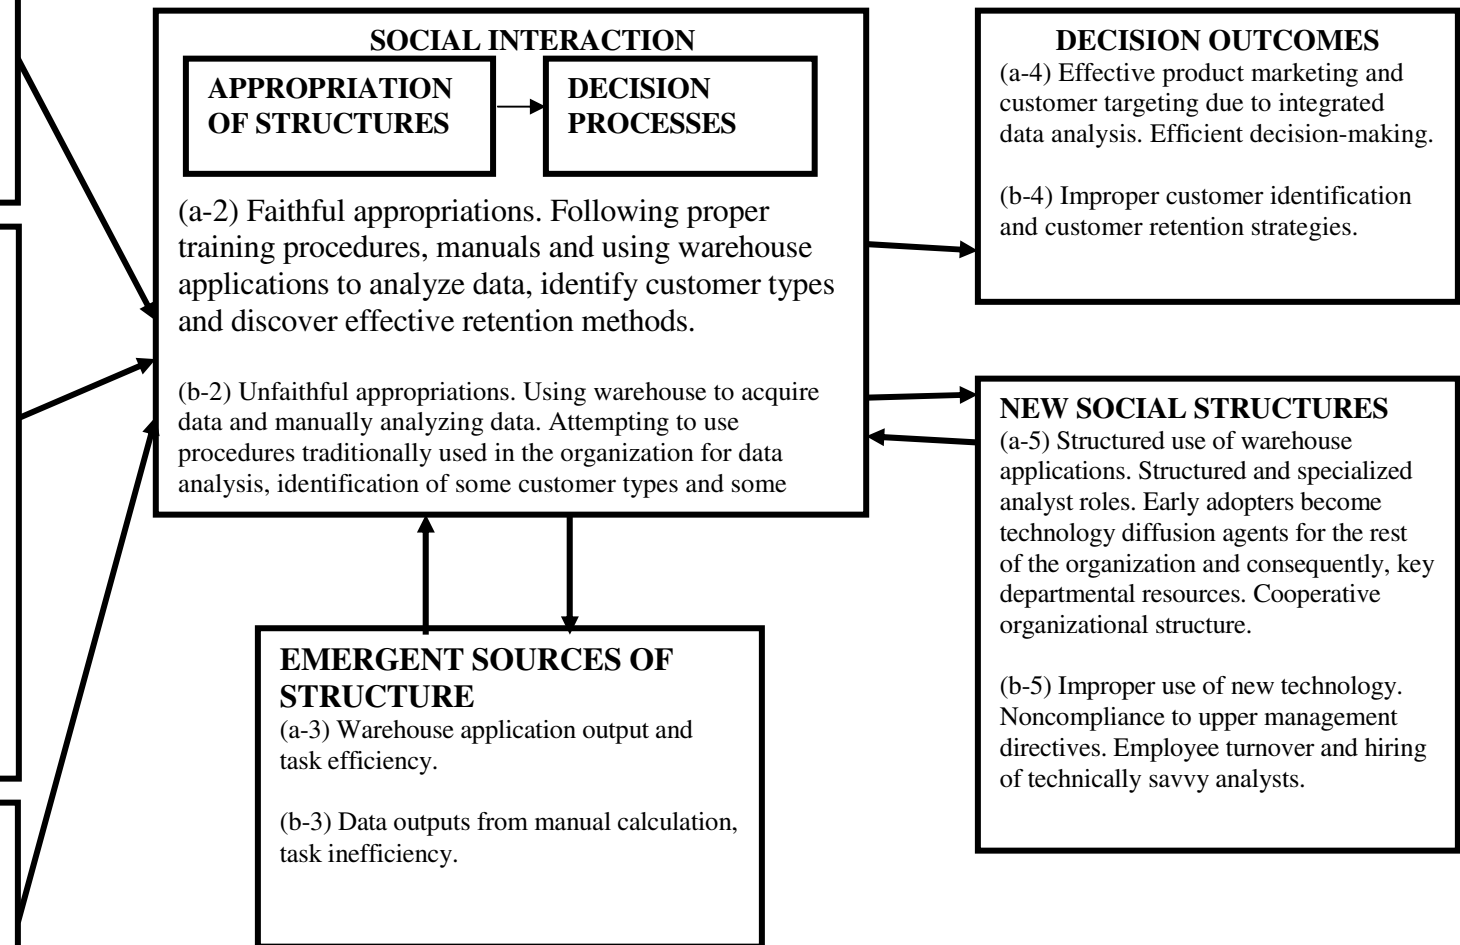 SOCIAL INTERACTION
APPROPRIATION
OF STRUCTURES
DECISION
PROCESSES
(a-2) Faithful appropriations. Following proper
training procedures, manuals and using warehouse
applications to analyze data, identify customer types
and discover effective retention methods.
(b-2) Unfaithful appropriations. Using warehouse to acquire
data and manually analyzing data. Attempting to use
procedures traditionally used in the organization for data
analysis, identification of some customer types and some
EMERGENT SOURCES OF
STRUCTURE
(a-3) Warehouse application output and
task efficiency.
(b-3) Data outputs from manual calculation,
task inefficiency.
DECISION OUTCOMES
(a-4) Effective product marketing and
customer targeting due to integrated
data analysis. Efficient decision-making.
(b-4) Improper customer identification
and customer retention strategies.
NEW SOCIAL STRUCTURES
(a-5) Structured use of warehouse
applications. Structured and specialized
analyst roles. Early adopters become
technology diffusion agents for the rest
of the organization and consequently, key
departmental resources. Cooperative
organizational structure.
(b-5) Improper use of new technology.
Noncompliance to upper management
directives. Employee turnover and hiring
of technically savvy analysts.